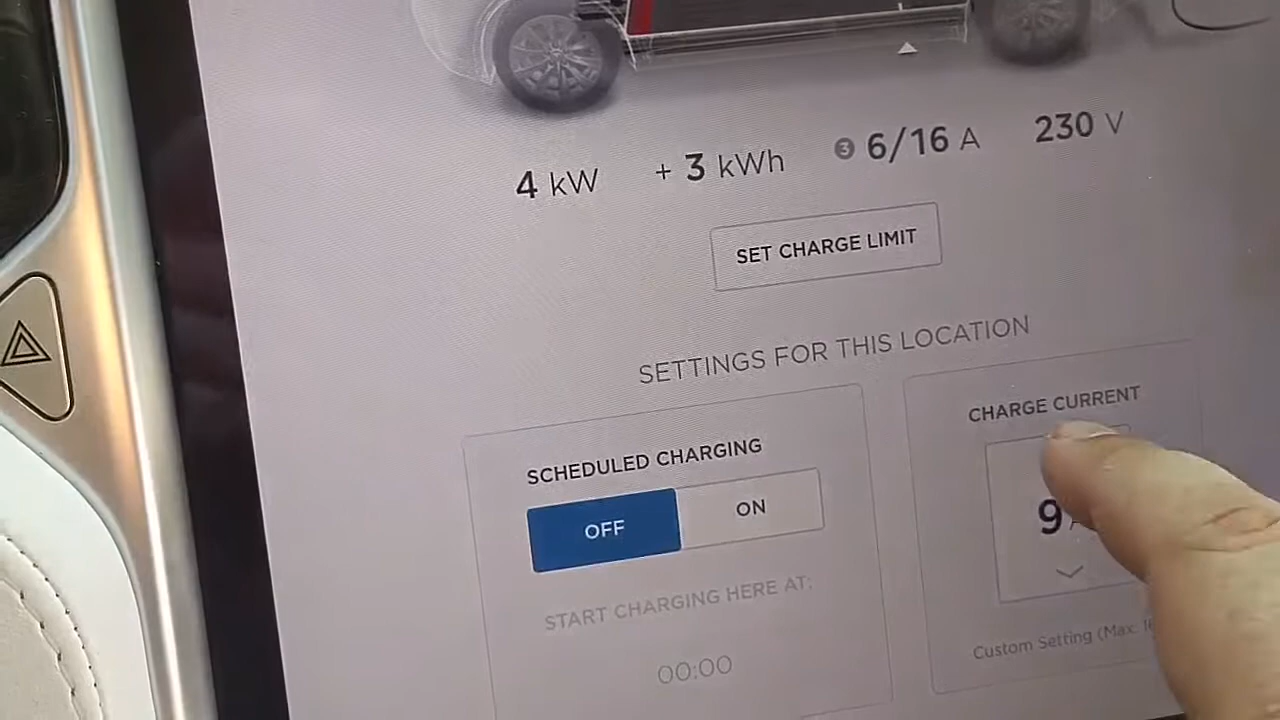 4 kW + 3 kWh 3 6/16 A 230 V
SET CHARGE LIMIT
SETTINGS FOR THIS LOCATION
SCHEDULED CHARGING
OFF ON
START CHARGING HERE AT:
00:00
CHARGE CURRENT
9
Custom Setting (Max.